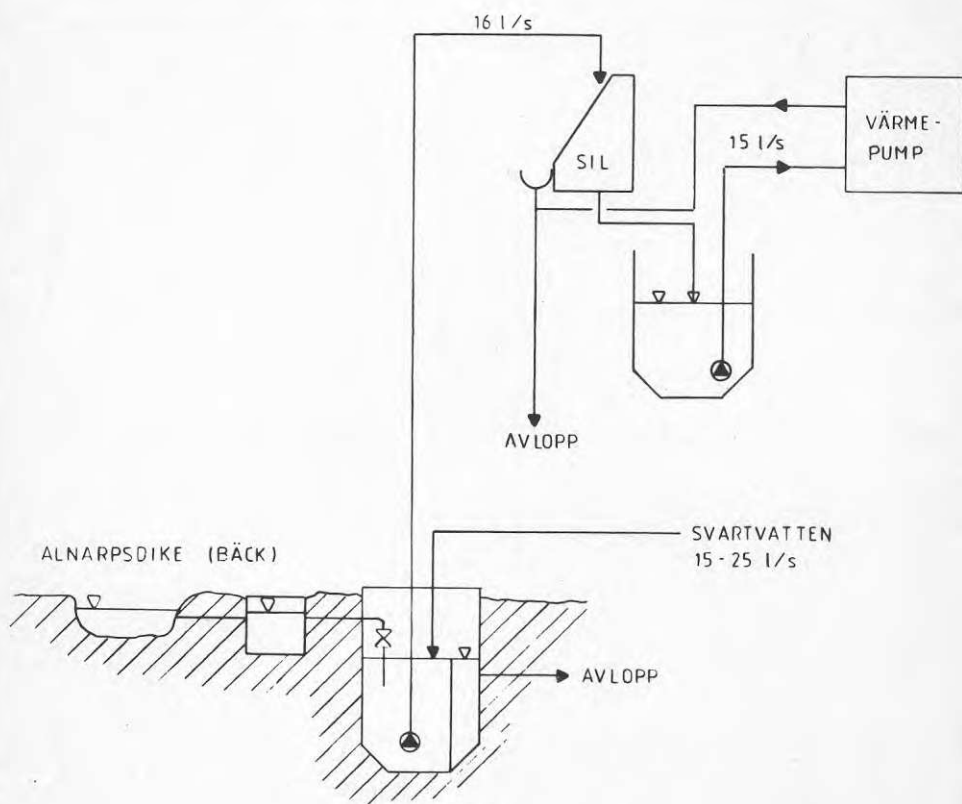 16 l/s
VÄRME-
PUMP
15 l/s
SIL
AVLOPP
SVARTVATTEN
15-25 l/s
ALNARPSDIKE (BÄCK)
AVLOPP